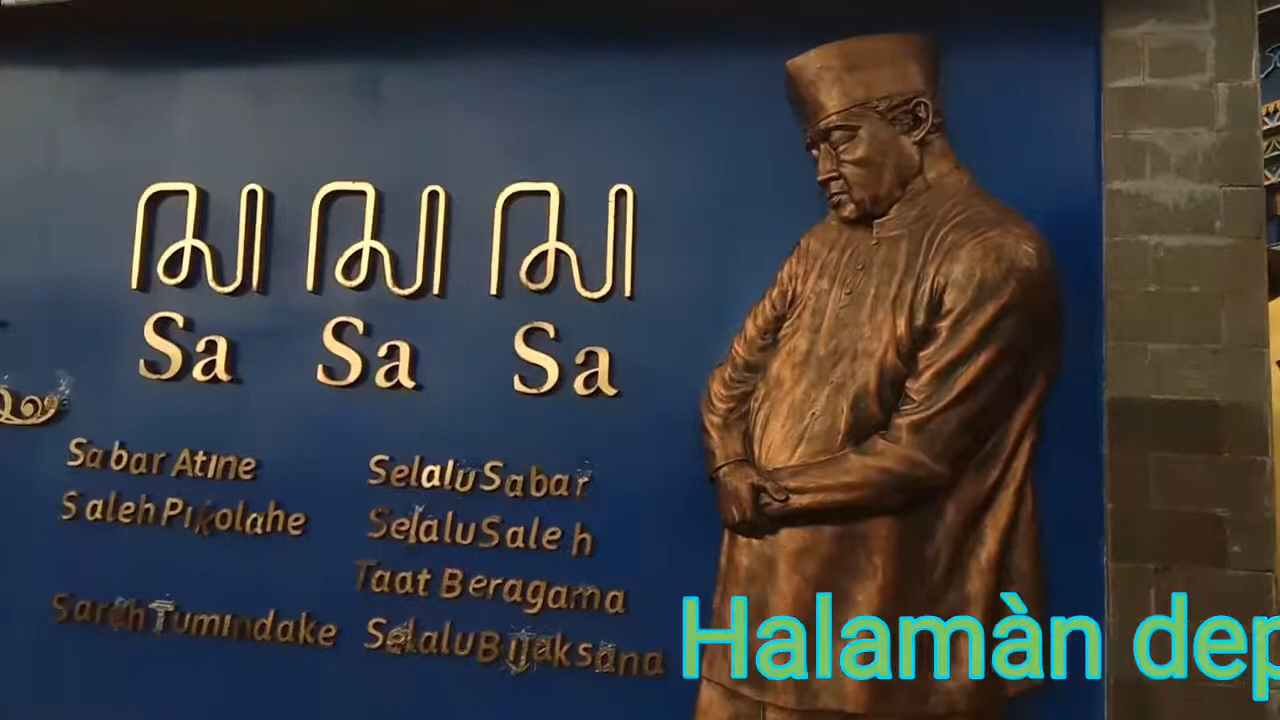 ꦱ ꦱ ꦱ
Sa Sa Sa
Sabar Atine
Saleh Pikolahe
Sareh Tumindake
Selalu Sabar
Selalu Saleh
Taat Beragama
Selalu Bijaksana
Halamàn dep